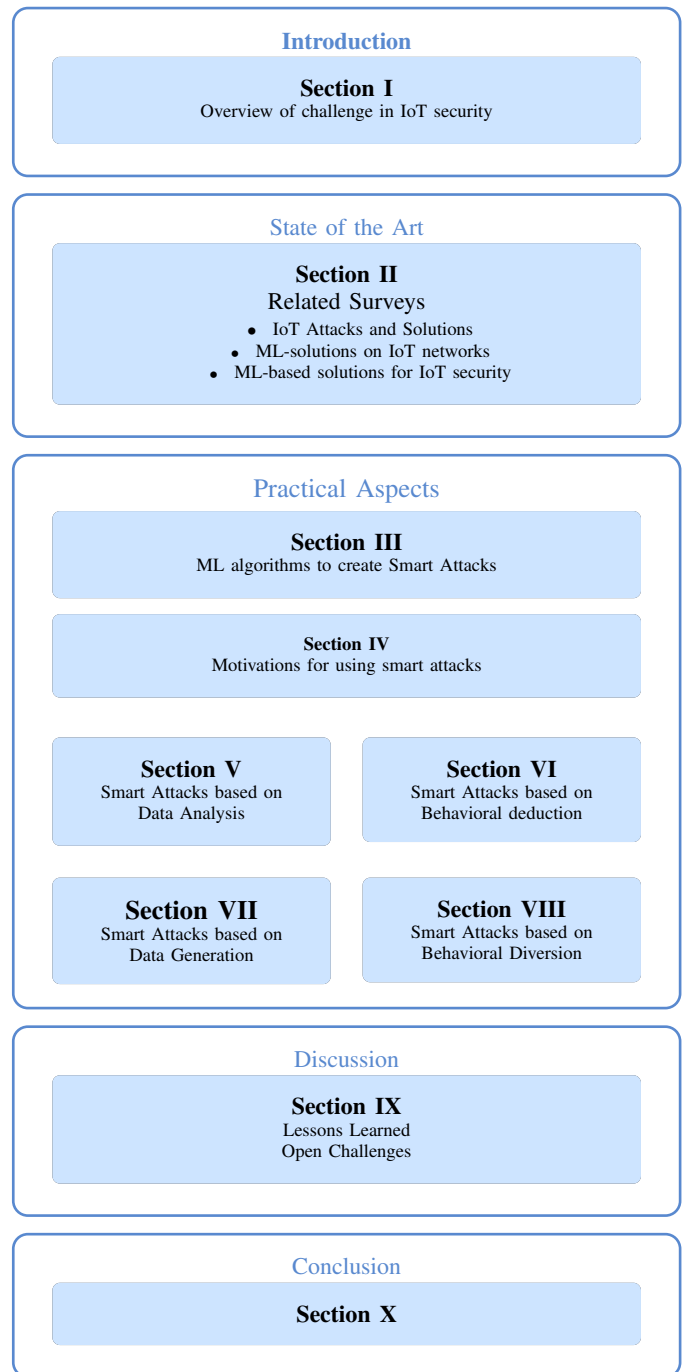 Introduction
Section I
Overview of challenge in IoT security
State of the Art
Section II
Related Surveys
• IoT Attacks and Solutions
• ML-solutions on IoT networks
• ML-based solutions for IoT security
Practical Aspects
Section III
ML algorithms to create Smart Attacks
Section IV
Motivations for using smart attacks
Section V
Smart Attacks based on
Data Analysis
Section VI
Smart Attacks based on
Behavioral deduction
Section VII
Smart Attacks based on
Data Generation
Section VIII
Smart Attacks based on
Behavioral Diversion
Discussion
Section IX
Lessons Learned
Open Challenges
Conclusion
Section X